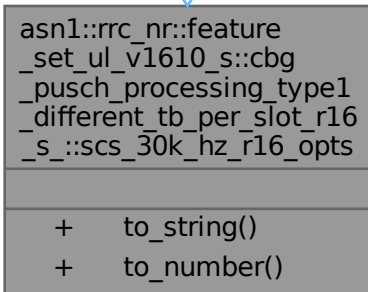 asn1::rrc_nr::feature
_set_ul_v1610_s::cbg
_pusch_processing_type1
_different_tb_per_slot_r16
_s_::scs_30k_hz_r16_opts
+ to_string()
+ to_number()